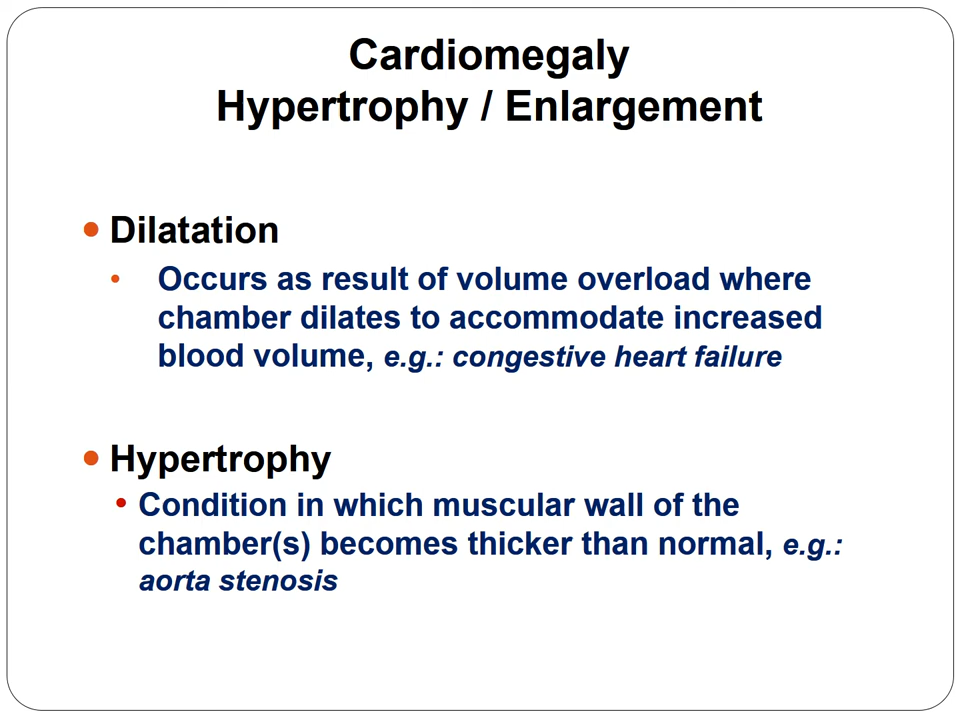 Cardiomegaly
Hypertrophy / Enlargement
• Dilatation
• Occurs as result of volume overload where
chamber dilates to accommodate increased
blood volume, e.g.: congestive heart failure
• Hypertrophy
• Condition in which muscular wall of the
chamber(s) becomes thicker than normal, e.g.:
aorta stenosis